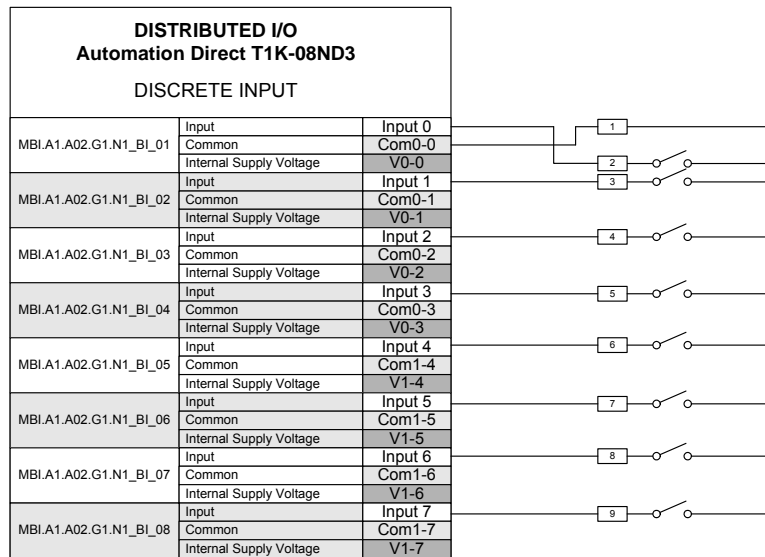 DISTRIBUTED I/O
Automation Direct T1K-08ND3
DISCRETE INPUT
MBI.A1.A02.G1.N1_BI_01
Input Input 0
Common Com0-0
Internal Supply Voltage V0-0
1
2
MBI.A1.A02.G1.N1_BI_02
Input Input 1
Common Com0-1
Internal Supply Voltage V0-1
3
MBI.A1.A02.G1.N1_BI_03
Input Input 2
Common Com0-2
Internal Supply Voltage V0-2
4
MBI.A1.A02.G1.N1_BI_04
Input Input 3
Common Com0-3
Internal Supply Voltage V0-3
5
MBI.A1.A02.G1.N1_BI_05
Input Input 4
Common Com1-4
Internal Supply Voltage V1-4
6
MBI.A1.A02.G1.N1_BI_06
Input Input 5
Common Com1-5
Internal Supply Voltage V1-5
7
MBI.A1.A02.G1.N1_BI_07
Input Input 6
Common Com1-6
Internal Supply Voltage V1-6
8
MBI.A1.A02.G1.N1_BI_08
Input Input 7
Common Com1-7
Internal Supply Voltage V1-7
9